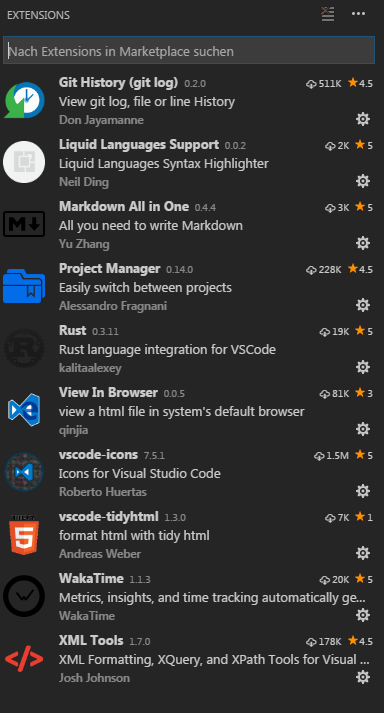 EXTENSIONS
Nach Extensions in Marketplace suchen
Git History (git log) 0.2.0 511K 4.5
View git log, file or line History
Don Jayamanne
Liquid Languages Support 0.0.2 2K 5
Liquid Languages Syntax Highlighter
Neil Ding
Markdown All in One 0.4.4 3K 5
All you need to write Markdown
Yu Zhang
Project Manager 0.14.0 228K 4.5
Easily switch between projects
Alessandro Fragnani
Rust 0.3.11 19K 5
Rust language integration for VSCode
kalitaalexey
View In Browser 0.0.5 81K 3
view a html file in system's default browser
qinjia
vscode-icons 7.5.1 1.5M 5
Icons for Visual Studio Code
Roberto Huertas
vscode-tidyhtml 1.3.0 7K 1
format html with tidy html
Andreas Weber
WakaTime 1.1.3 20K 5
Metrics, insights, and time tracking automatically ge...
WakaTime
XML Tools 1.7.0 178K 4.5
XML Formatting, XQuery, and XPath Tools for Visual ...
Josh Johnson